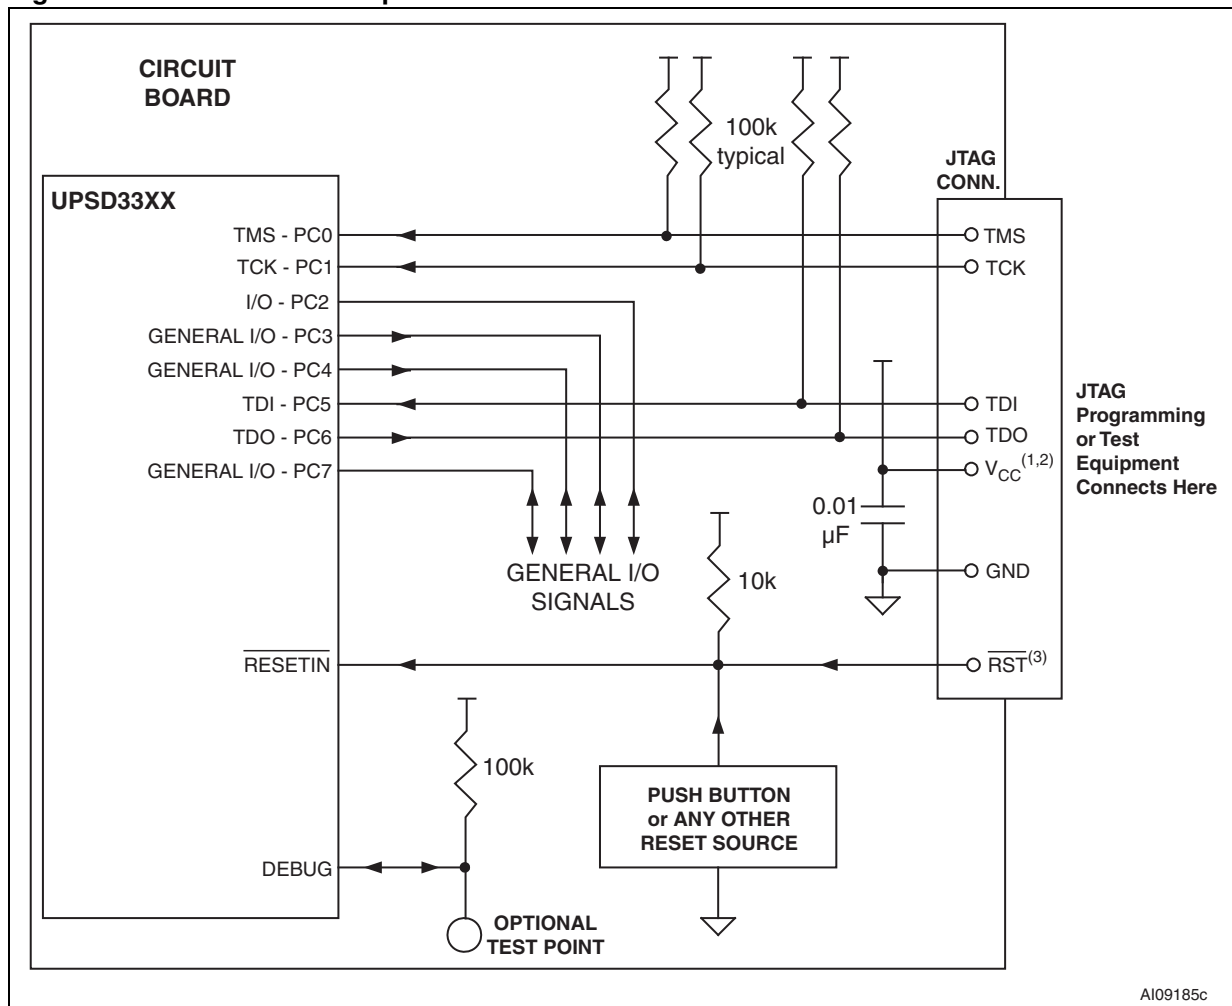 CIRCUIT
BOARD
100k
typical
JTAG
CONN.
UPSD33XX
TMS - PC0
TMS
TCK - PC1
TCK
I/O - PC2
GENERAL I/O - PC3
GENERAL I/O - PC4
TDI - PC5
TDI
TDO - PC6
TDO
GENERAL I/O - PC7
VCC(1,2)
JTAG
Programming
or Test
Equipment
Connects Here
0.01
µF
GENERAL I/O
SIGNALS
10k
GND
RESETIN
RST(3)
100k
PUSH BUTTON
or ANY OTHER
RESET SOURCE
DEBUG
OPTIONAL
TEST POINT
AI09185c